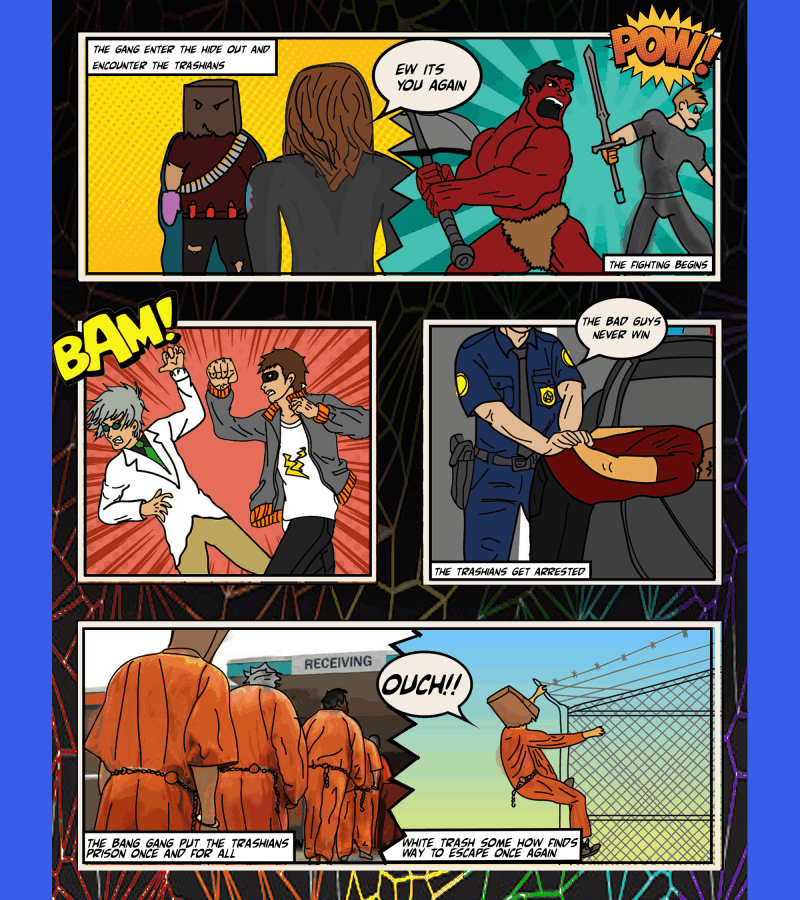 THE GANG ENTER THE HIDE OUT AND
ENCOUNTER THE TRASHIANS
EW ITS
YOU AGAIN
POW!
THE FIGHTING BEGINS
BAM!
THE BAD GUYS
NEVER WIN
THE TRASHIANS GET ARRESTED
RECEIVING
OUCH!!
THE BANG GANG PUT THE TRASHIANS
PRISON ONCE AND FOR ALL
WHITE TRASH SOME HOW FINDS
WAY TO ESCAPE ONCE AGAIN